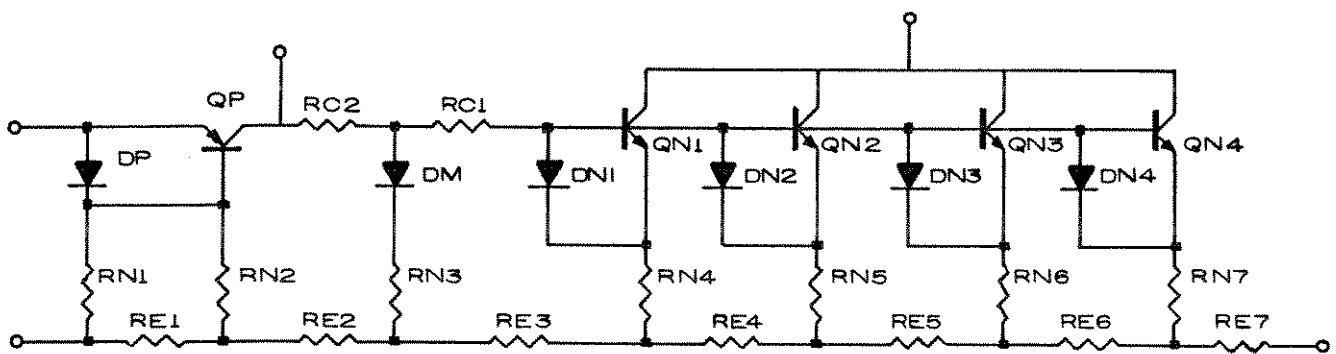 QP RC2 RC1
DP DM DN1 QN1 DN2 QN2 DN3 QN3 DN4 QN4
RN1 RN2 RN3 RN4 RN5 RN6 RN7
RE1 RE2 RE3 RE4 RE5 RE6 RE7